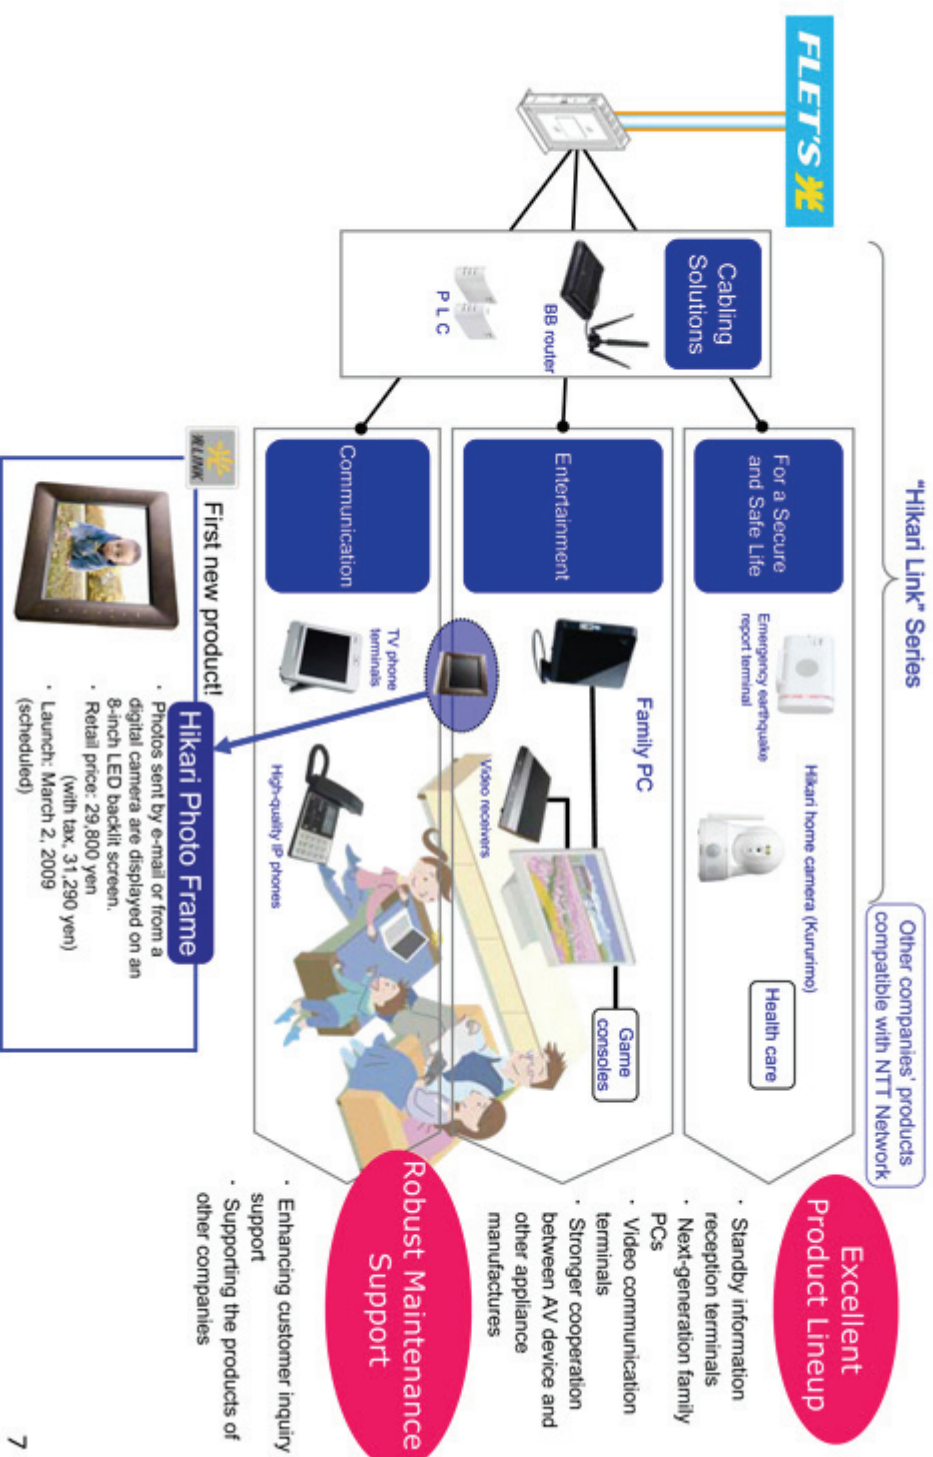 FLET'S 光
"Hikari Link" Series
Other companies' products
compatible with NTT Network
Cabling
Solutions
BB router
PLC
For a Secure
and Safe Life
Emergency earthquake
report terminal
Hikari home camera (Kururimo)
Health care
Entertainment
Family PC
Video receivers
Game
consoles
Communication
TV phone
terminals
High-quality IP phones
Excellent
Product Lineup
· Standby information
reception terminals
· Next-generation family
PCs
· Video communication
terminals
· Stronger cooperation
between AV device and
other appliance
manufactures
Robust Maintenance
Support
· Enhancing customer inquiry
support
· Supporting the products of
other companies
光 LINK
First new product!
Hikari Photo Frame
· Photos sent by e-mail or from a
digital camera are displayed on an
8-inch LED backlit screen.
· Retail price: 29,800 yen
(with tax, 31,290 yen)
· Launch: March 2, 2009
(scheduled)
7